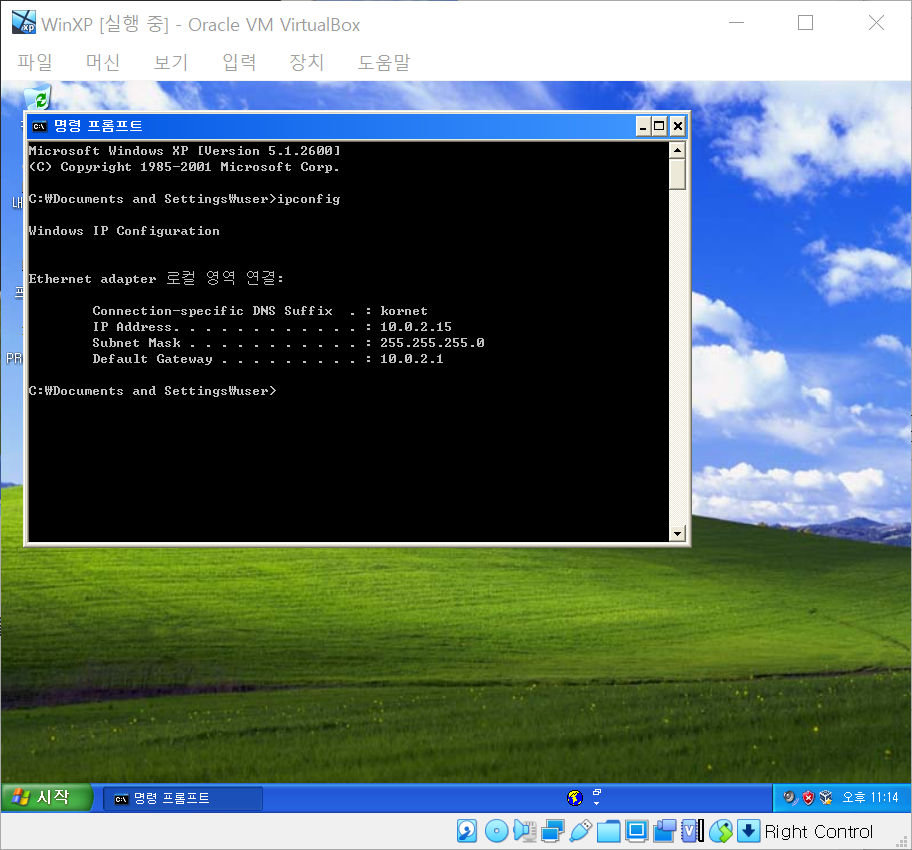 WinXP [실행 중] - Oracle VM VirtualBox
파일 머신 보기 입력 장치 도움말
명령 프롬프트
Microsoft Windows XP [Version 5.1.2600]
(C) Copyright 1985-2001 Microsoft Corp.
C:₩Documents and Settings₩user>ipconfig
Windows IP Configuration
Ethernet adapter 로컬 영역 연결:
Connection-specific DNS Suffix . : kornet
IP Address. . . . . . . . . . . . : 10.0.2.15
Subnet Mask . . . . . . . . . . . : 255.255.255.0
Default Gateway . . . . . . . . . : 10.0.2.1
C:₩Documents and Settings₩user>
PR
시작 명령 프롬프트 오후 11:14
Right Control